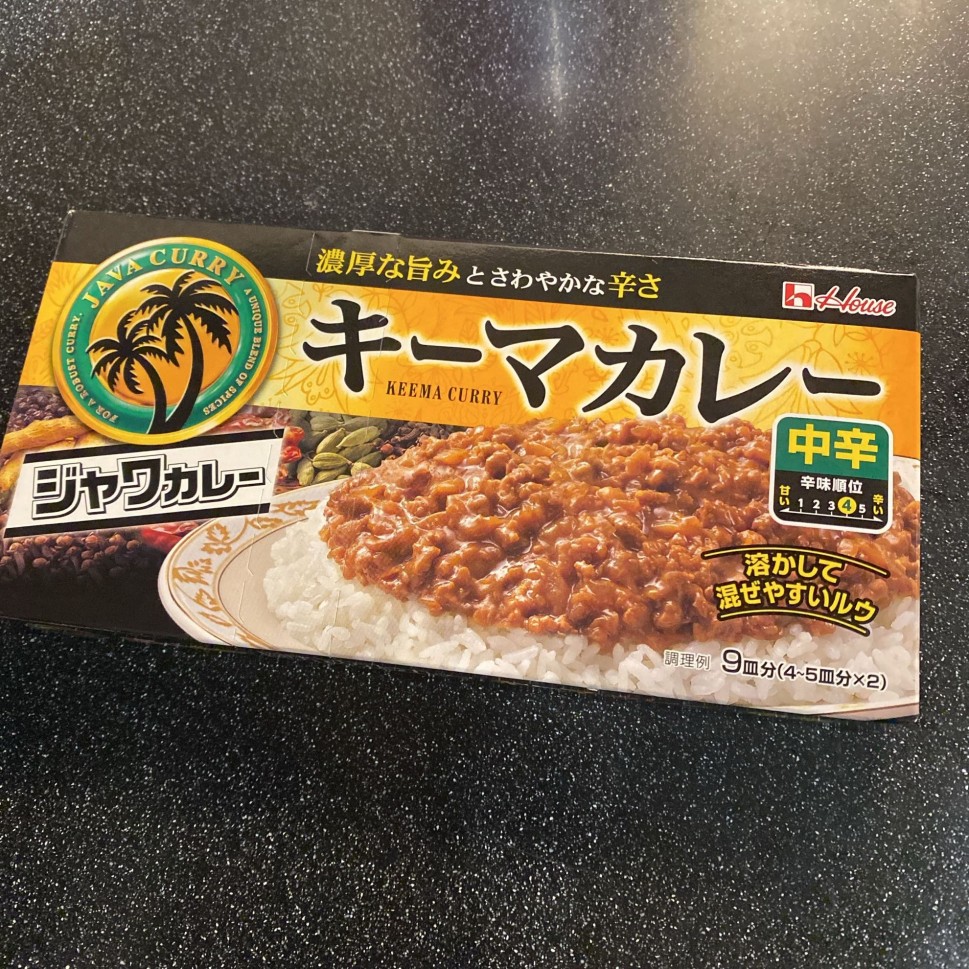 濃厚な旨みとさわやかな辛さ
House
JAVA CURRY
A UNIQUE BLEND OF SPICES
FOR A ROBUST CURRY.
キーマカレー
KEEMA CURRY
ジャワカレー
中辛
辛味順位
甘い 1 2 3 4 5 辛い
溶かして
混ぜやすいルウ
調理例 9皿分(4~5皿分×2)